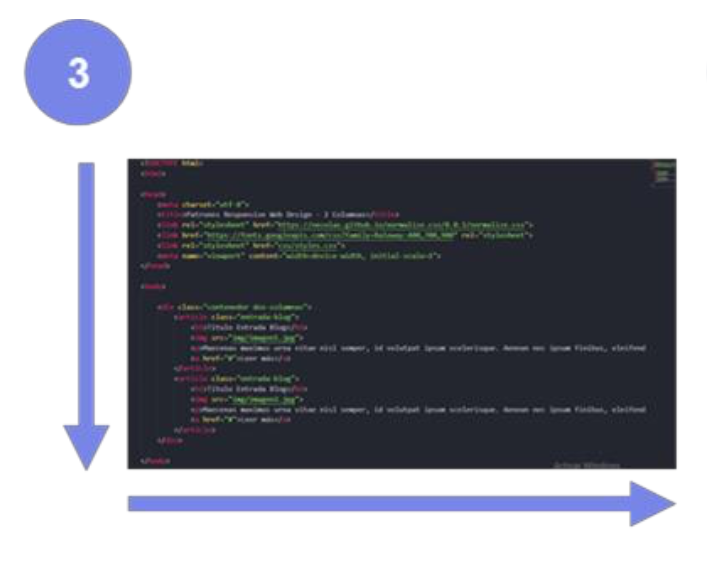 3
<!DOCTYPE html>
<html>
<head>
<meta charset="utf-8">
<title>Patrones Responsive Web Design - 2 Columnas</title>
<link rel="stylesheet" href="https://necolas.github.io/normalize.css/8.0.1/normalize.css">
<link href="https://fonts.googleapis.com/css?family=Raleway:400,700,900" rel="stylesheet">
<link rel="stylesheet" href="css/styles.css">
<meta name="viewport" content="width=device-width, initial-scale=1">
</head>
<body>
<div class="contenedor dos-columnas">
<article class="entrada-blog">
Titulo Entrada Blog
<img src="img/imagen1.jpg">
Maecenas maximus urna vitae nisl semper, id volutpat ipsum scelerisque. Aenean nec ipsum finibus, eleifend
<a href="#">Leer más</a>
</article>
<article class="entrada-blog">
Titulo Entrada Blog
<img src="img/imagen1.jpg">
Maecenas maximus urna vitae nisl semper, id volutpat ipsum scelerisque. Aenean nec ipsum finibus, eleifend
<a href="#">Leer más</a>
</article>
</div>
</body>
Activar Windows